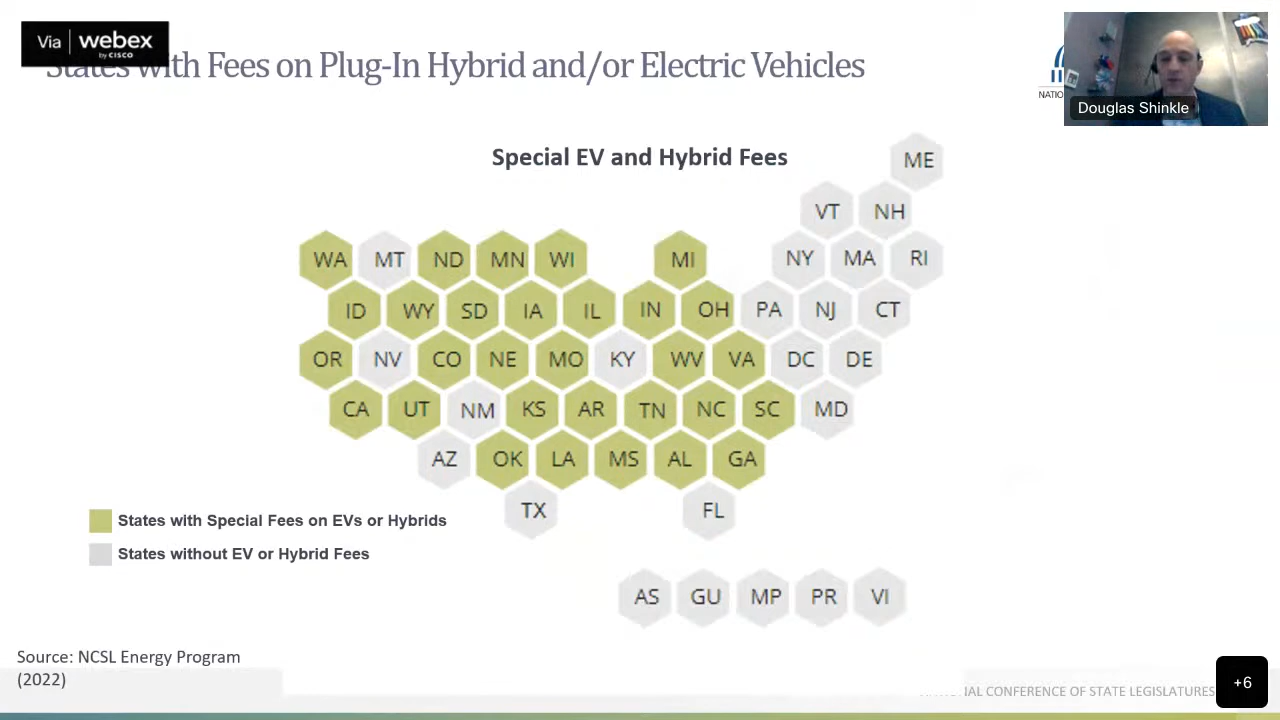 Via webex
by CISCO
States with Fees on Plug-In Hybrid and/or Electric Vehicles
NATIO
Douglas Shinkle
Special EV and Hybrid Fees
ME
VT NH
WA MT ND MN WI MI NY MA RI
ID WY SD IA IL IN OH PA NJ CT
OR NV CO NE MO KY WV VA DC DE
CA UT NM KS AR TN NC SC MD
AZ OK LA MS AL GA
TX FL
States with Special Fees on EVs or Hybrids
States without EV or Hybrid Fees
AS GU MP PR VI
Source: NCSL Energy Program
(2022)
NATIONAL CONFERENCE OF STATE LEGISLATURES
+6